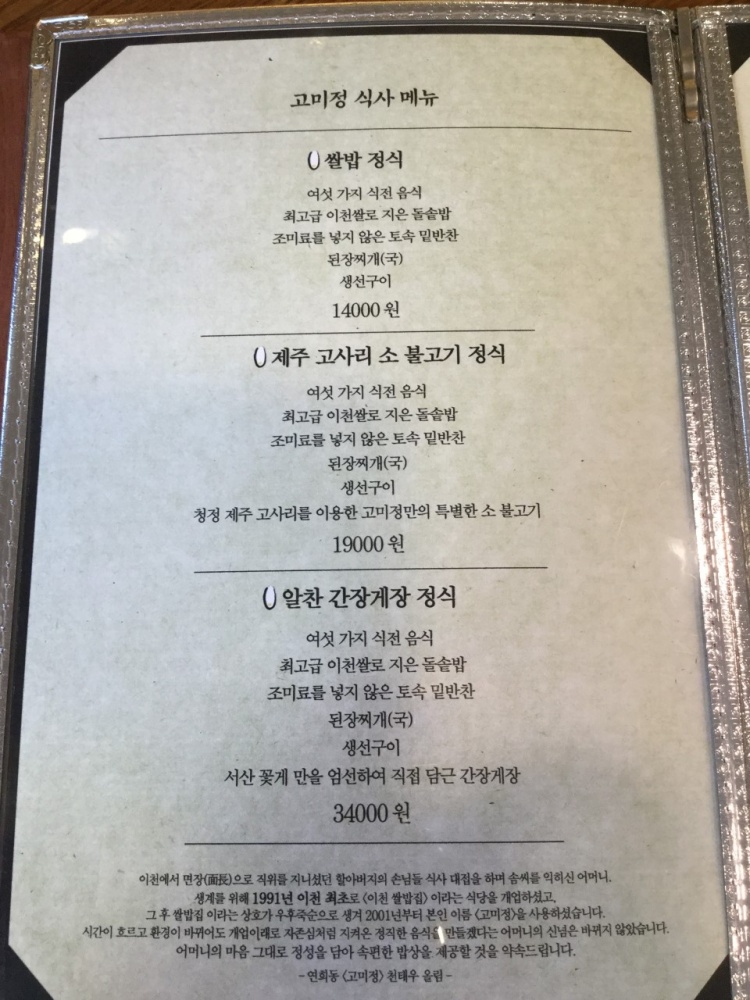 고미정 식사 메뉴
쌀밥 정식
여섯 가지 식전 음식
최고급 이천쌀로 지은 돌솥밥
조미료를 넣지 않은 토속 밑반찬
된장찌개(국)
생선구이
14000 원
제주 고사리 소 불고기 정식
여섯 가지 식전 음식
최고급 이천쌀로 지은 돌솥밥
조미료를 넣지 않은 토속 밑반찬
된장찌개(국)
생선구이
청정 제주 고사리를 이용한 고미정만의 특별한 소 불고기
19000 원
알찬 간장게장 정식
여섯 가지 식전 음식
최고급 이천쌀로 지은 돌솥밥
조미료를 넣지 않은 토속 밑반찬
된장찌개(국)
생선구이
서산 꽃게 만을 엄선하여 직접 담근 간장게장
34000 원
이천에서 면장(面長)으로 직위를 지니셨던 할아버지의 손님들 식사 대접을 하며 솜씨를 익히신 어머니.
생계를 위해 1991년 이천 최초로 <이천 쌀밥집> 이라는 식당을 개업하셨고,
그 후 쌀밥집 이라는 상호가 우후죽순으로 생겨 2001년부터 본인 이름 <고미정>을 사용하셨습니다.
시간이 흐르고 환경이 바뀌어도 개업이래로 자존심처럼 지켜온 정직한 음식을 만들겠다는 어머니의 신념은 바뀌지 않았습니다.
어머니의 마음 그대로 정성을 담아 속편한 밥상을 제공할 것을 약속드립니다.
- 연희동 <고미정> 천태우 올림 -